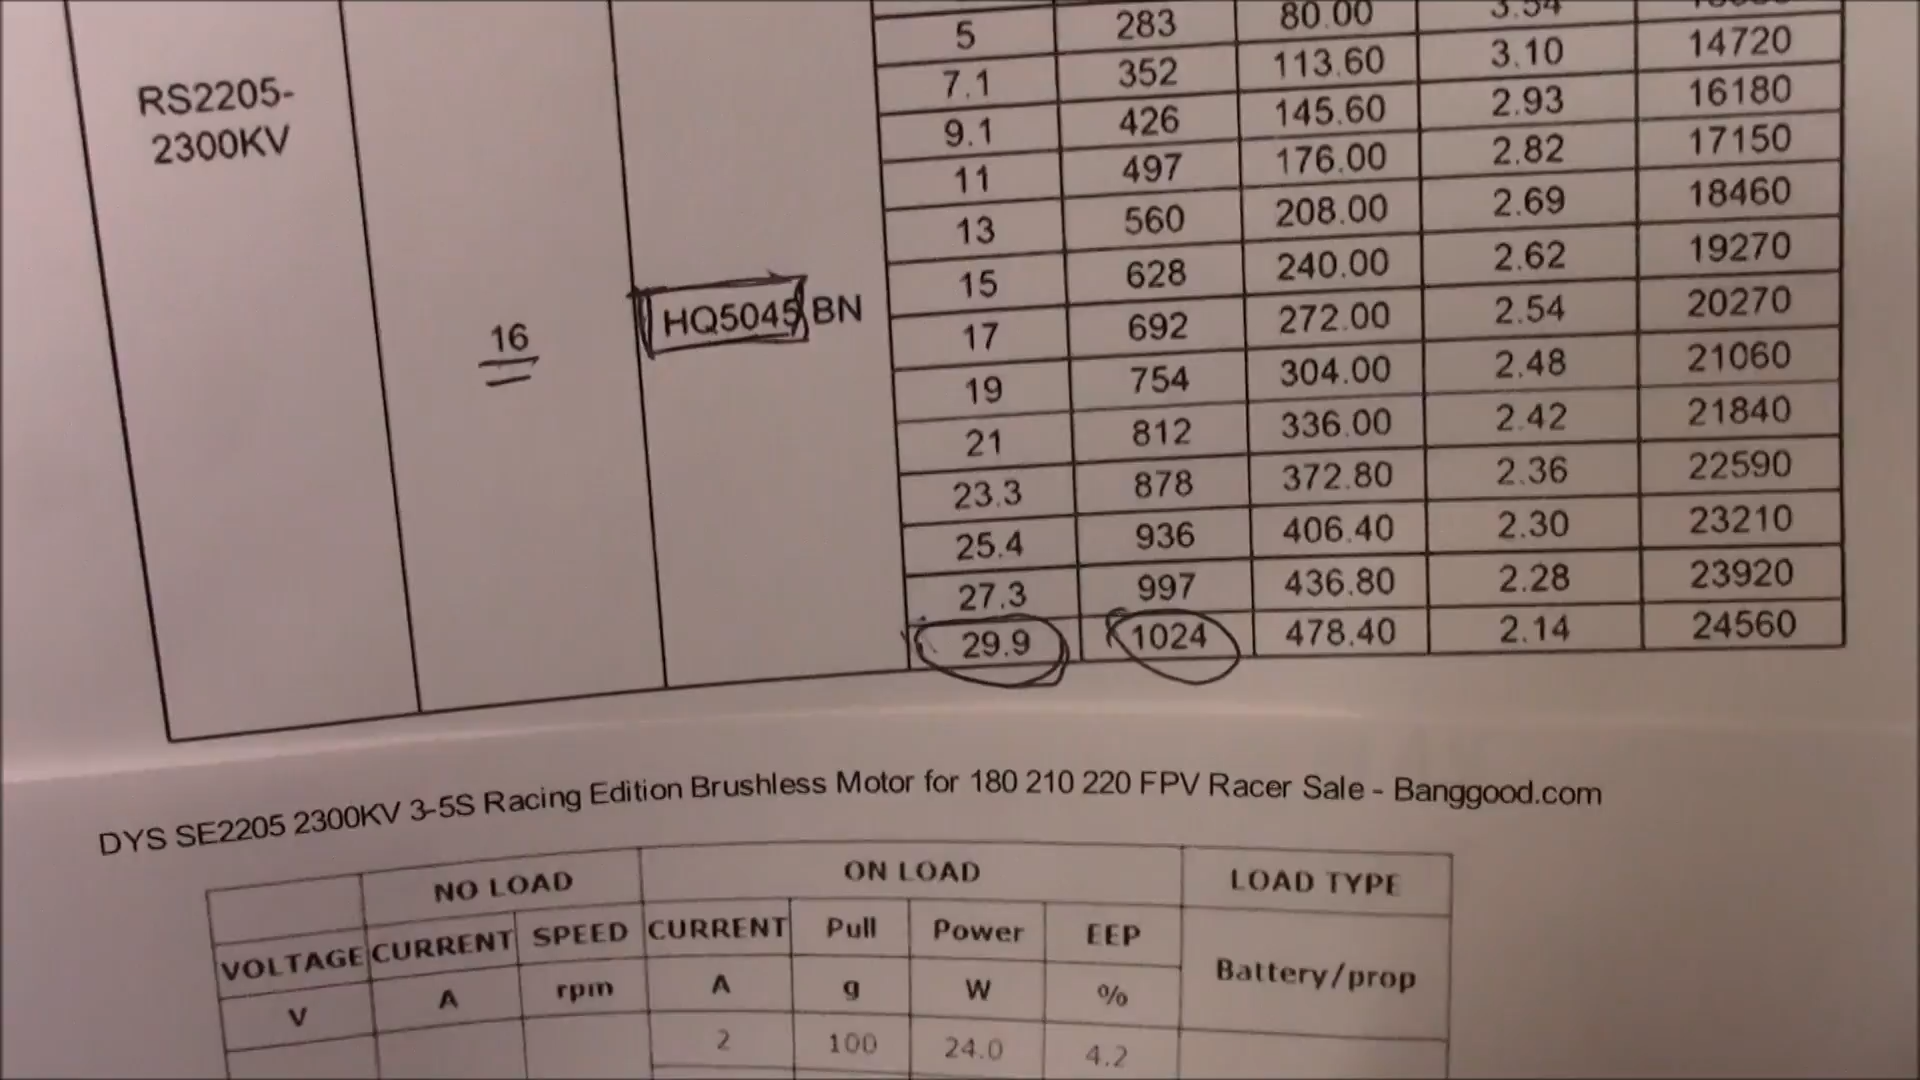 5 283 80.00 3.54
RS2205-
2300KV
7.1 352 113.60 3.10 14720
9.1 426 145.60 2.93 16180
11 497 176.00 2.82 17150
13 560 208.00 2.69 18460
15 628 240.00 2.62 19270
16
HQ5045 BN
17 692 272.00 2.54 20270
19 754 304.00 2.48 21060
21 812 336.00 2.42 21840
23.3 878 372.80 2.36 22590
25.4 936 406.40 2.30 23210
27.3 997 436.80 2.28 23920
29.9 1024 478.40 2.14 24560
DYS SE2205 2300KV 3-5S Racing Edition Brushless Motor for 180 210 220 FPV Racer Sale - Banggood.com
NO LOAD ON LOAD LOAD TYPE
VOLTAGE CURRENT SPEED CURRENT Pull Power EEP Battery/prop
V A rpm A g W %
2 100 24.0 4.2